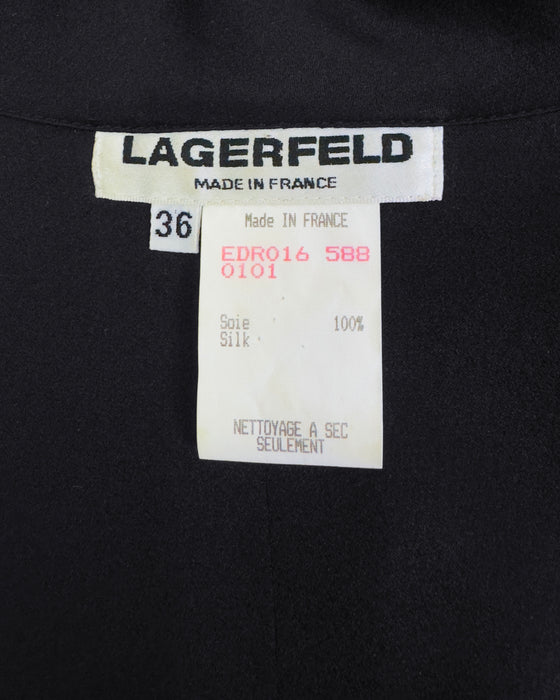 LAGERFELD
MADE IN FRANCE
36
Made IN FRANCE
EDR016 588
0101
Soie 100%
Silk
NETTOYAGE A SEC
SEULEMENT